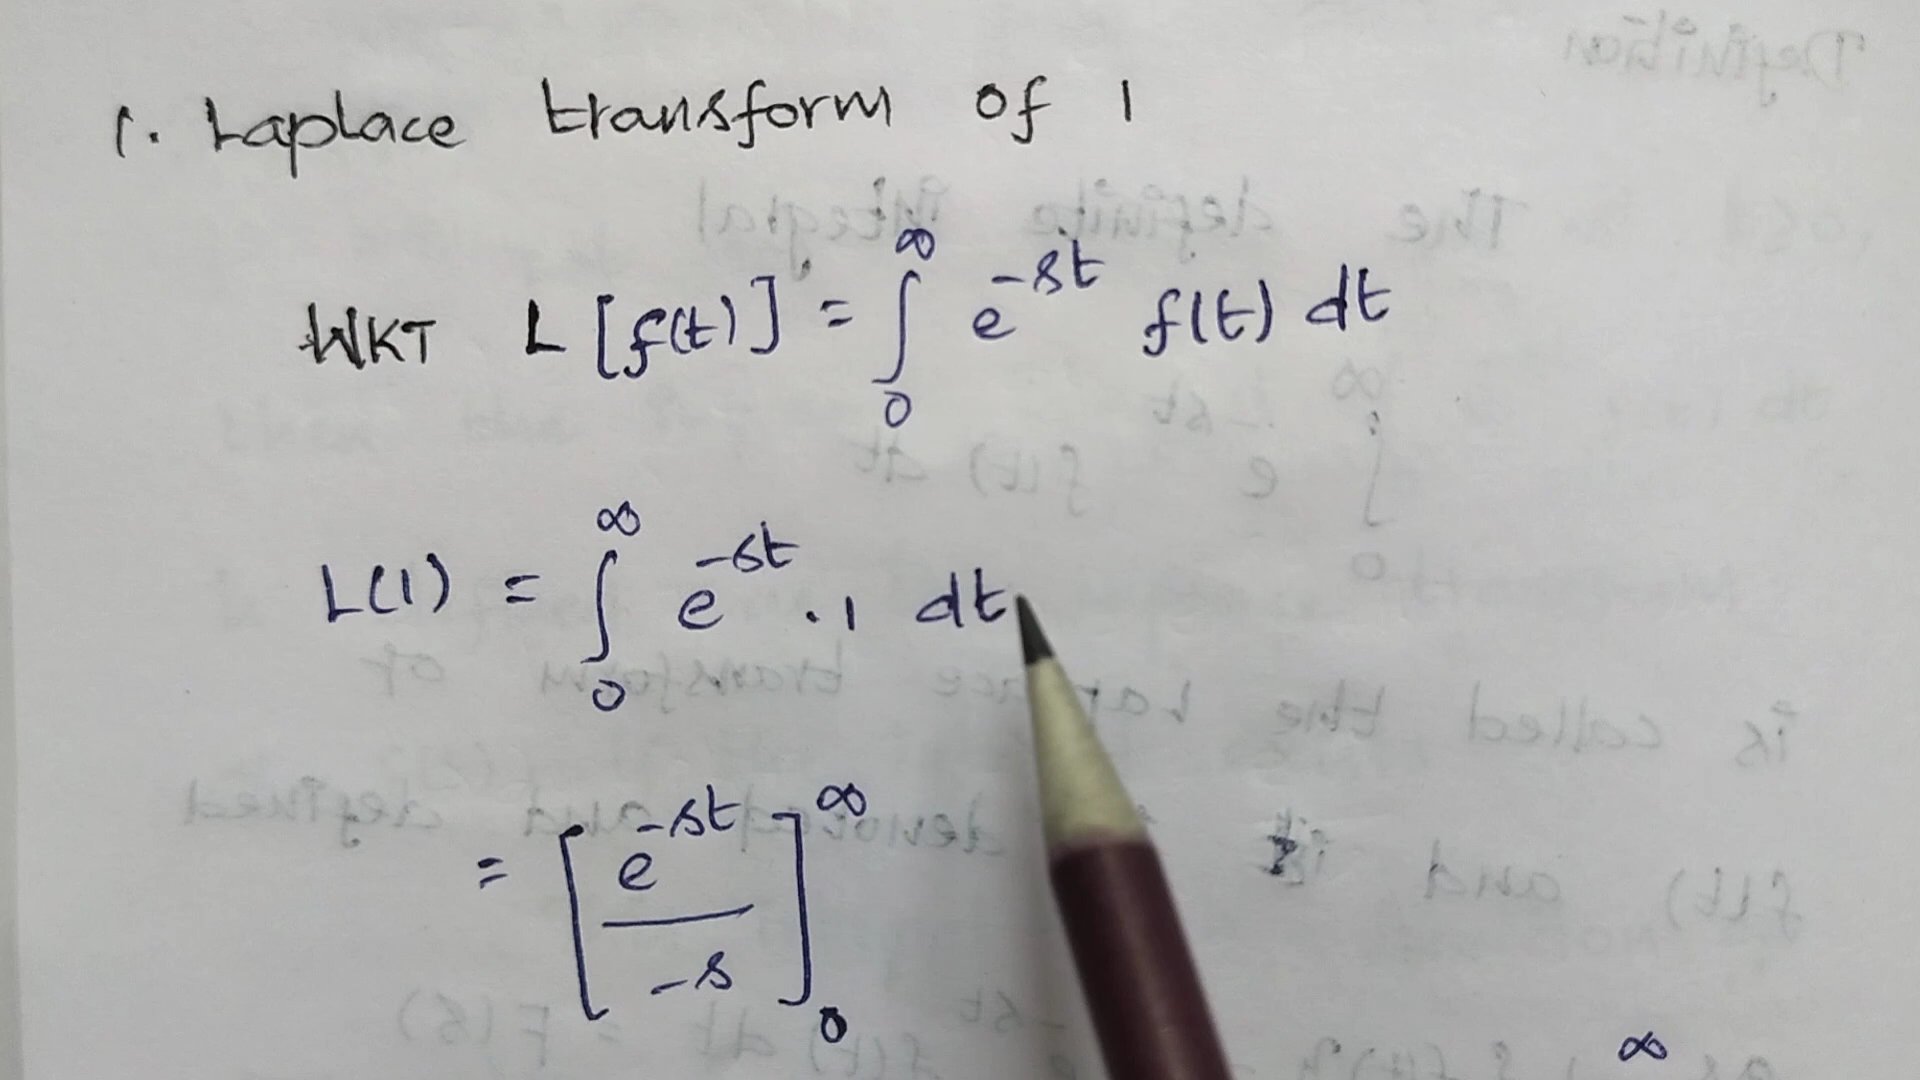 1. Laplace transform of 1
WKT L[f(t)] = ∫₀^∞ e^{-st} f(t) dt
L(1) = ∫₀^∞ e^{-st} . 1 dt
= [e^{-st} / -s]₀^∞
∞